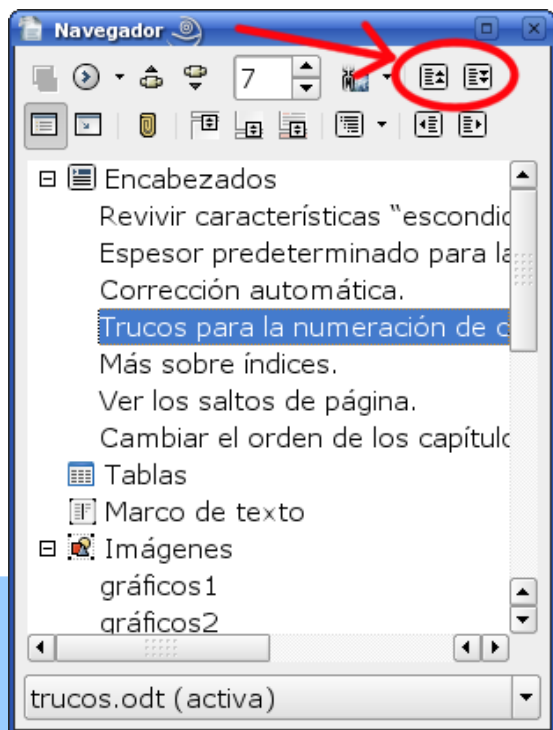 Navegador
7
Encabezados
Revivir características “escondic
Espesor predeterminado para la
Corrección automática.
Trucos para la numeración de c
Más sobre índices.
Ver los saltos de página.
Cambiar el orden de los capítulo
Tablas
Marco de texto
Imágenes
gráficos1
gráficos2
trucos.odt (activa)